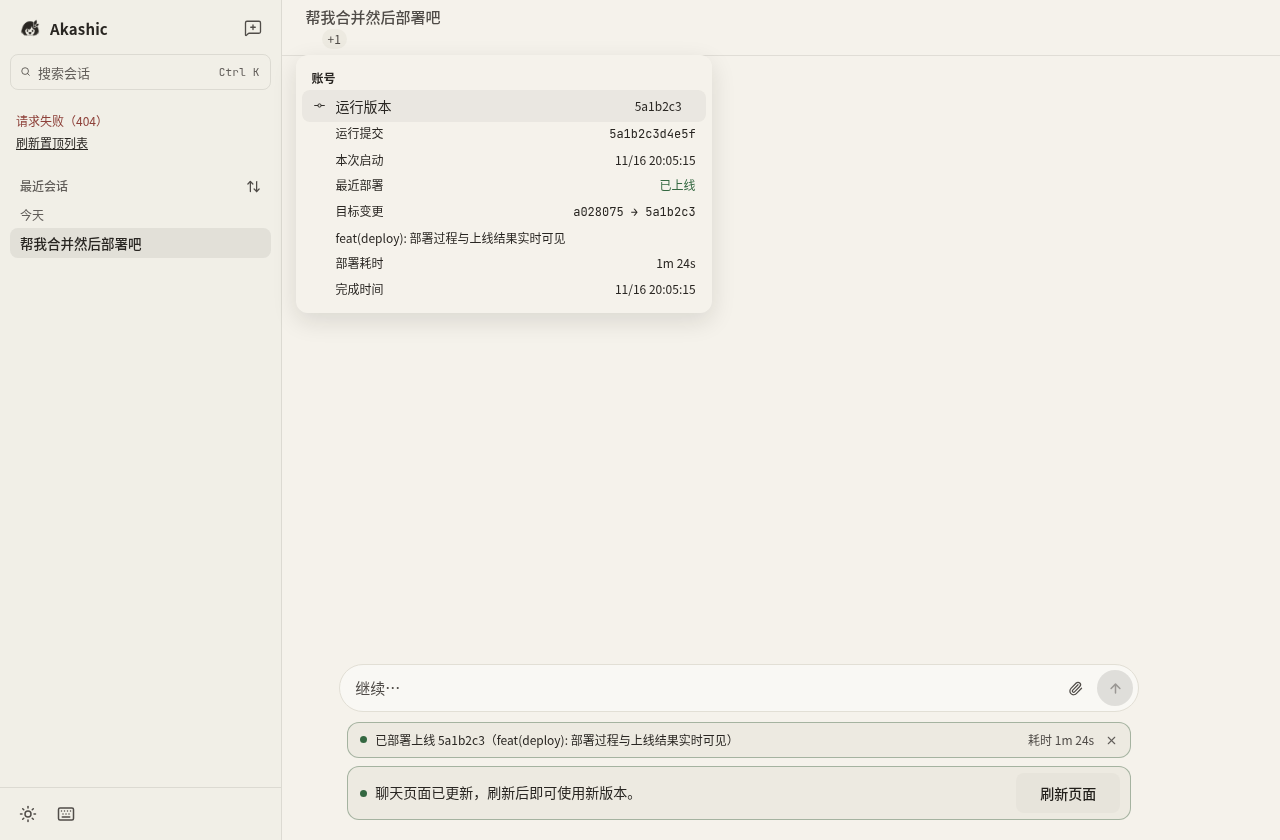 Akashic
搜索会话 Ctrl K
请求失败（404）
刷新置顶列表
最近会话
今天
帮我合并然后部署吧
帮我合并然后部署吧
+1
账号
运行版本 5a1b2c3
运行提交 5a1b2c3d4e5f
本次启动 11/16 20:05:15
最近部署 已上线
目标变更 a028075 → 5a1b2c3
feat(deploy): 部署过程与上线结果实时可见
部署耗时 1m 24s
完成时间 11/16 20:05:15
继续…
已部署上线 5a1b2c3（feat(deploy): 部署过程与上线结果实时可见） 耗时 1m 24s
聊天页面已更新，刷新后即可使用新版本。 刷新页面